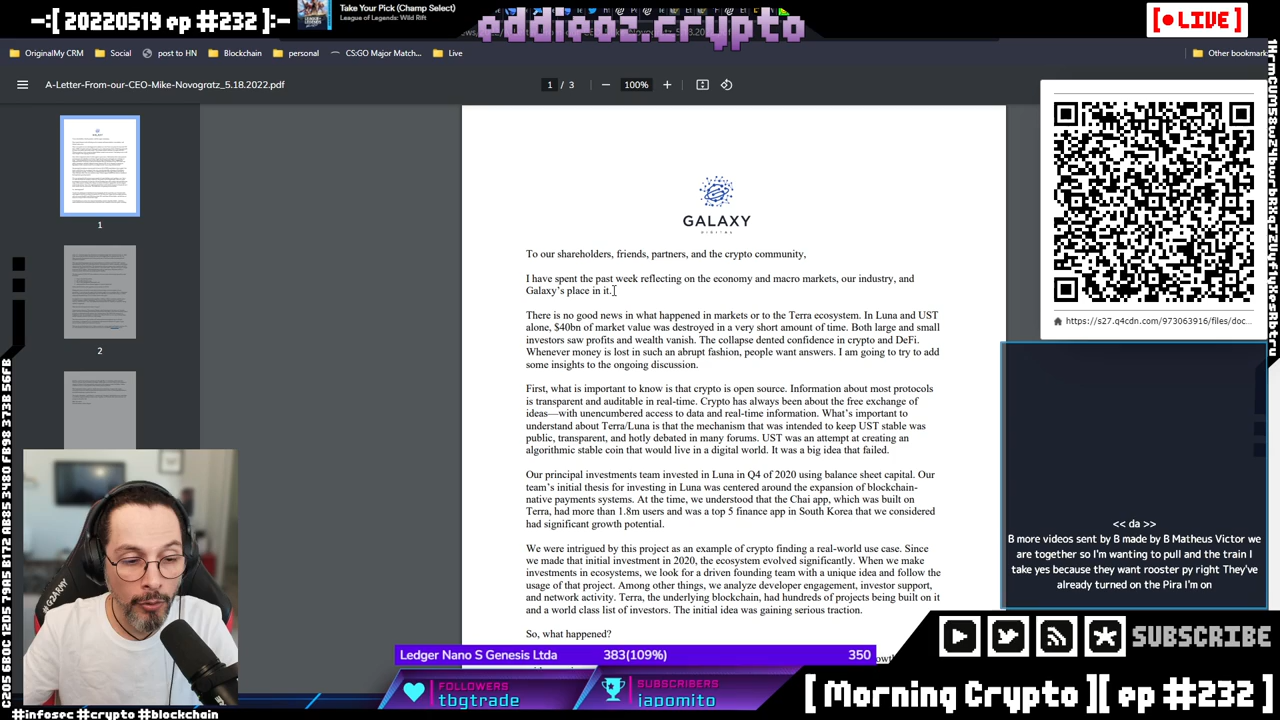 -:[ 20220519 ep #232 ]:-
Take Your Pick (Champ Select)
League of Legends: Wild Rift
eddieoz.crypto
[ LIVE ]
OriginalMy CRM
Social
post to HN
Blockchain
personal
CS:GO Major Match...
Live
Other bookmark
A-Letter-From-our-CEO-Mike-Novogratz_5.18.2022.pdf
1 / 3
100%
1
2
GALAXY
DIGITAL
To our shareholders, friends, partners, and the crypto community,
I have spent the past week reflecting on the economy and macro markets, our industry, and
Galaxy's place in it.
There is no good news in what happened in markets or to the Terra ecosystem. In Luna and UST
alone, $40bn of market value was destroyed in a very short amount of time. Both large and small
investors saw profits and wealth vanish. The collapse dented confidence in crypto and DeFi.
Whenever money is lost in such an abrupt fashion, people want answers. I am going to try to add
some insights to the ongoing discussion.
First, what is important to know is that crypto is open source. Information about most protocols
is transparent and auditable in real-time. Crypto has always been about the free exchange of
ideas—with unencumbered access to data and real-time information. What's important to
understand about Terra/Luna is that the mechanism that was intended to keep UST stable was
public, transparent, and hotly debated in many forums. UST was an attempt at creating an
algorithmic stable coin that would live in a digital world. It was a big idea that failed.
Our principal investments team invested in Luna in Q4 of 2020 using balance sheet capital. Our
team's initial thesis for investing in Luna was centered around the expansion of blockchain-
native payments systems. At the time, we understood that the Chai app, which was built on
Terra, had more than 1.8m users and was a top 5 finance app in South Korea that we considered
had significant growth potential.
We were intrigued by this project as an example of crypto finding a real-world use case. Since
we made that initial investment in 2020, the ecosystem evolved significantly. When we make
investments in ecosystems, we look for a driven founding team with a unique idea and follow the
usage of that project. Among other things, we analyze developer engagement, investor support,
and network activity. Terra, the underlying blockchain, had hundreds of projects being built on it
and a world class list of investors. The initial idea was gaining serious traction.
So, what happened?
https://s27.q4cdn.com/973063916/files/doc...
<< da >>
B more videos sent by B made by B Matheus Victor we
are together so I'm wanting to pull and the train I
take yes because they want rooster py right They've
already turned on the Pira I'm on
Ledger Nano S Genesis Ltda
383(109%)
350
FOLLOWERS
tbgtrade
SUBSCRIBERS
iapomito
SUBSCRIBE
[ Morning Crypto ][ ep #232 ]
#infosec #crypto #blockchain